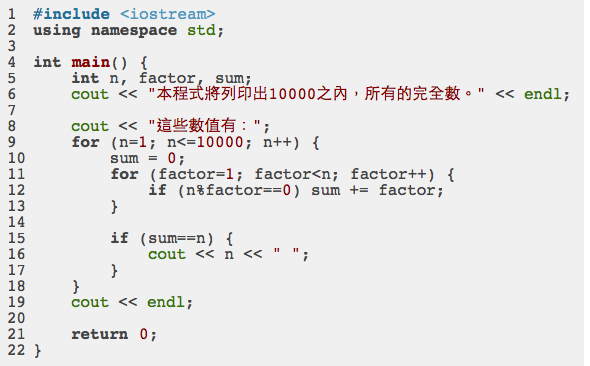 1 #include <iostream>
2 using namespace std;
3
4 int main() {
5     int n, factor, sum;
6     cout << "本程式將列印出10000之內，所有的完全數。" << endl;
7
8     cout << "這些數值有："; 
9     for (n=1; n<=10000; n++) {
10         sum = 0;
11         for (factor=1; factor<n; factor++) {
12             if (n%factor==0) sum += factor;
13         }
14
15         if (sum==n) {
16             cout << n << " ";
17         }
18     }
19     cout << endl;
20
21     return 0;
22 }